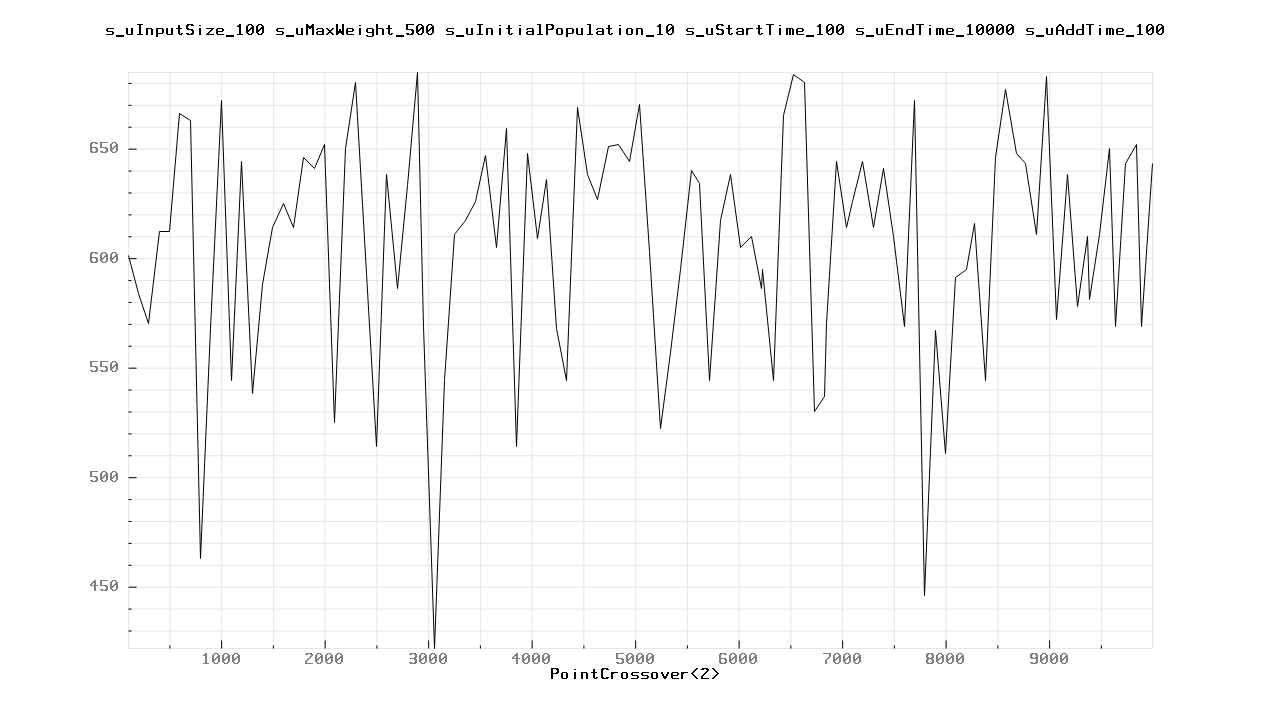 s_uInputSize_100 s_uMaxWeight_500 s_uInitialPopulation_10 s_uStartTime_100 s_uEndTime_10000 s_uAddTime_100
650
600
550
500
450
1000 2000 3000 4000 5000 6000 7000 8000 9000
PointCrossover<2>